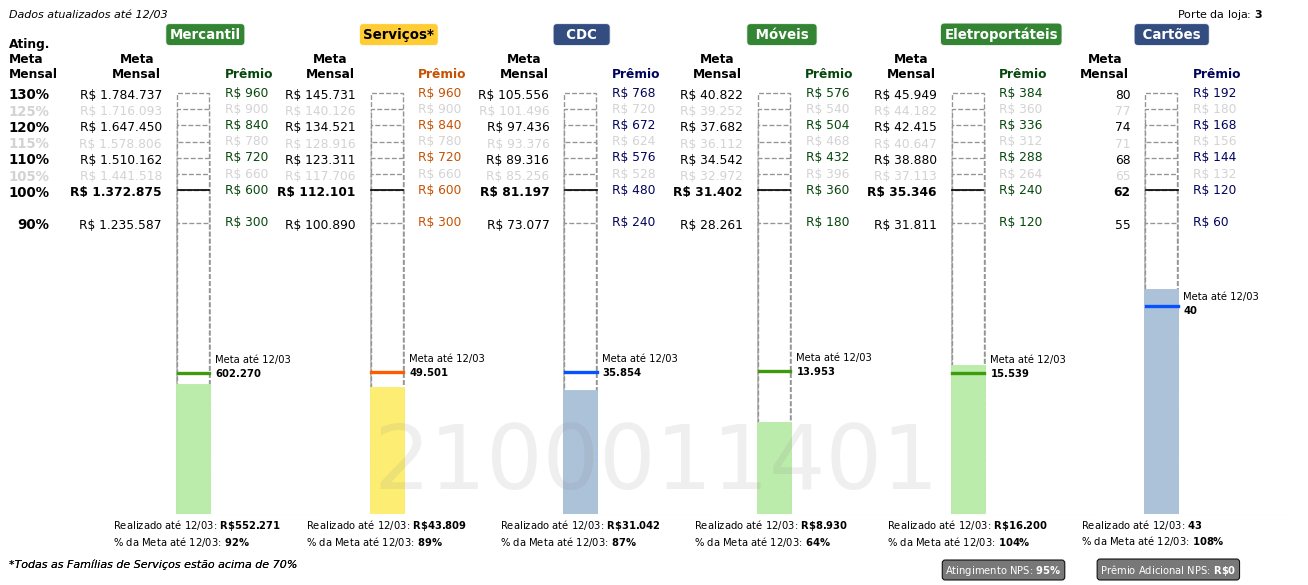 Dados atualizados até 12/03
Porte da loja: 3
Mercantil Serviços* CDC Móveis Eletroportáteis Cartões
Ating. Meta Mensal
Meta Mensal Prêmio Meta Mensal Prêmio Meta Mensal Prêmio Meta Mensal Prêmio Meta Mensal Prêmio Meta Mensal Prêmio
130% R$ 1.784.737 R$ 960 R$ 145.731 R$ 960 R$ 105.556 R$ 768 R$ 40.822 R$ 576 R$ 45.949 R$ 384 80 R$ 192
125% R$ 1.716.093 R$ 900 R$ 140.126 R$ 900 R$ 101.496 R$ 720 R$ 39.252 R$ 540 R$ 44.182 R$ 360 77 R$ 180
120% R$ 1.647.450 R$ 840 R$ 134.521 R$ 840 R$ 97.436 R$ 672 R$ 37.682 R$ 504 R$ 42.415 R$ 336 74 R$ 168
115% R$ 1.578.806 R$ 780 R$ 128.916 R$ 780 R$ 93.376 R$ 624 R$ 36.112 R$ 468 R$ 40.647 R$ 312 71 R$ 156
110% R$ 1.510.162 R$ 720 R$ 123.311 R$ 720 R$ 89.316 R$ 576 R$ 34.542 R$ 432 R$ 38.880 R$ 288 68 R$ 144
105% R$ 1.441.518 R$ 660 R$ 117.706 R$ 660 R$ 85.256 R$ 528 R$ 32.972 R$ 396 R$ 37.113 R$ 264 65 R$ 132
100% R$ 1.372.875 R$ 600 R$ 112.101 R$ 600 R$ 81.197 R$ 480 R$ 31.402 R$ 360 R$ 35.346 R$ 240 62 R$ 120
90% R$ 1.235.587 R$ 300 R$ 100.890 R$ 300 R$ 73.077 R$ 240 R$ 28.261 R$ 180 R$ 31.811 R$ 120 55 R$ 60
Meta até 12/03
40
Meta até 12/03 Meta até 12/03 Meta até 12/03 Meta até 12/03 Meta até 12/03
602.270 49.501 35.854 13.953 15.539
2100011401
Realizado até 12/03: R$552.271 Realizado até 12/03: R$43.809 Realizado até 12/03: R$31.042 Realizado até 12/03: R$8.930 Realizado até 12/03: R$16.200 Realizado até 12/03: 43
% da Meta até 12/03: 92% % da Meta até 12/03: 89% % da Meta até 12/03: 87% % da Meta até 12/03: 64% % da Meta até 12/03: 104% % da Meta até 12/03: 108%
*Todas as Famílias de Serviços estão acima de 70%
Atingimento NPS: 95% Prêmio Adicional NPS: R$0